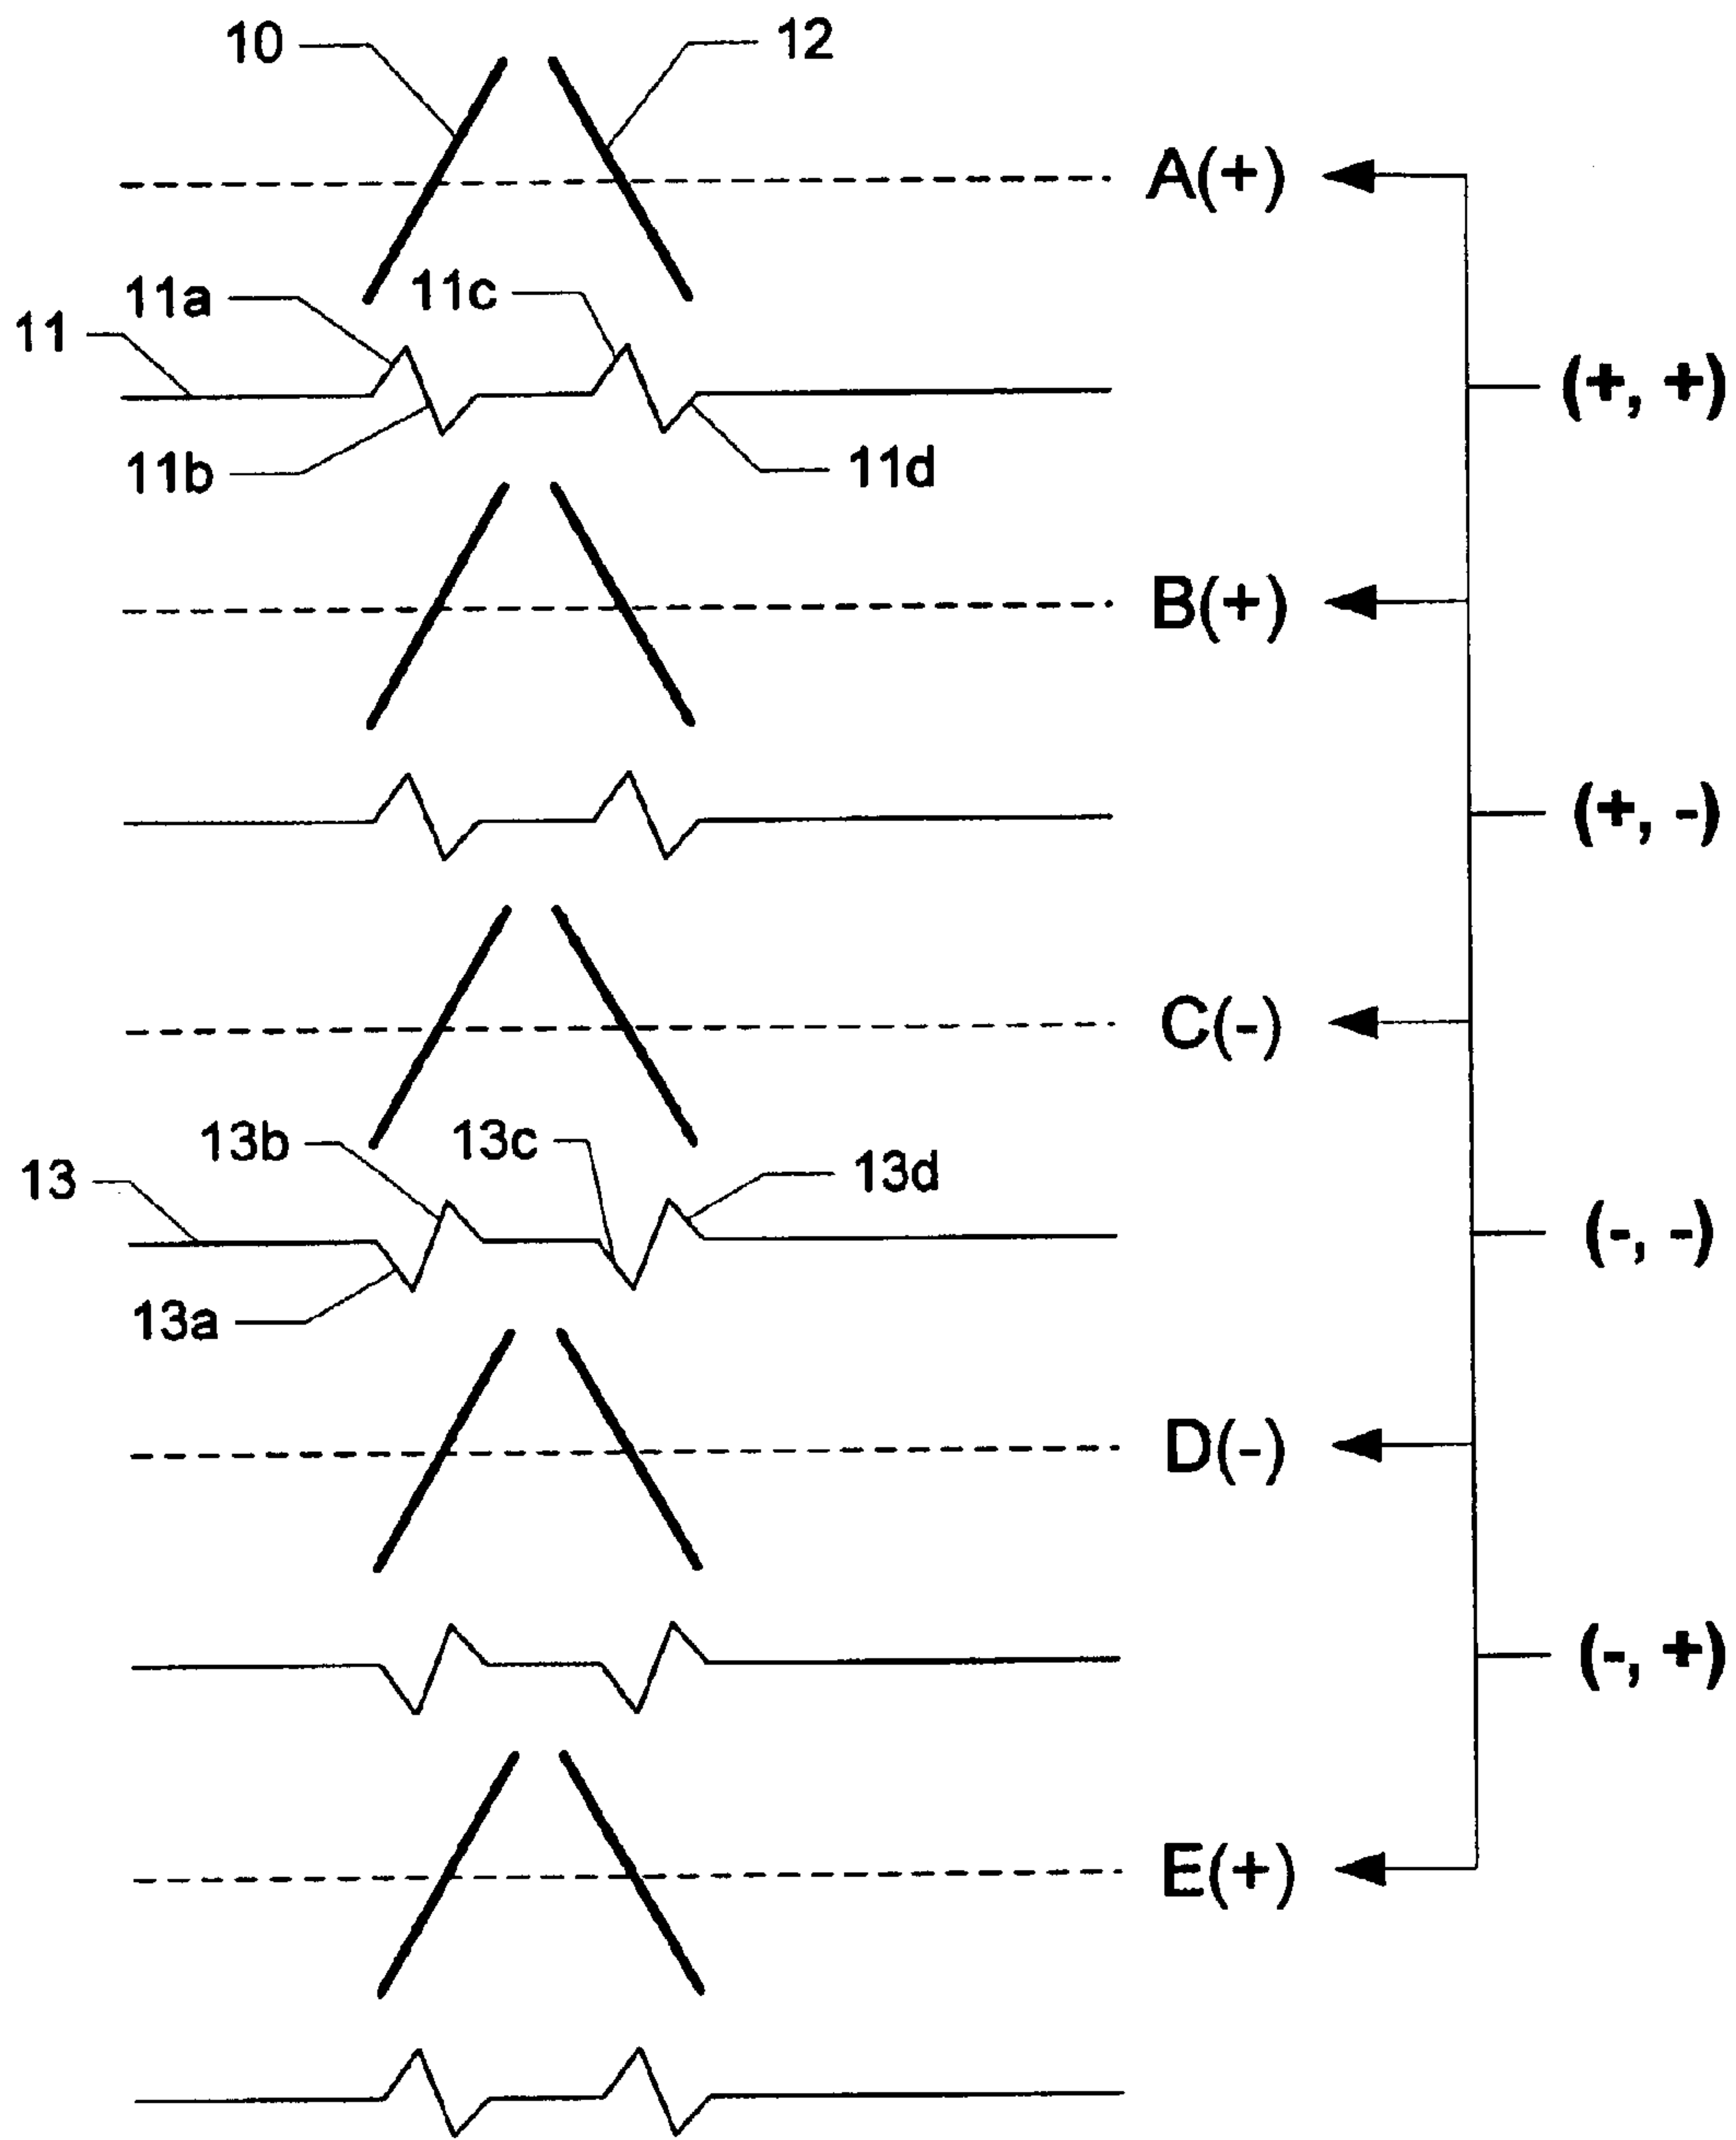 10
12
A(+)
11a
11c
11
(+, +)
11b
11d
B(+)
(+, -)
C(-)
13b
13c
13d
13
(-, -)
13a
D(-)
(-, +)
E(+)